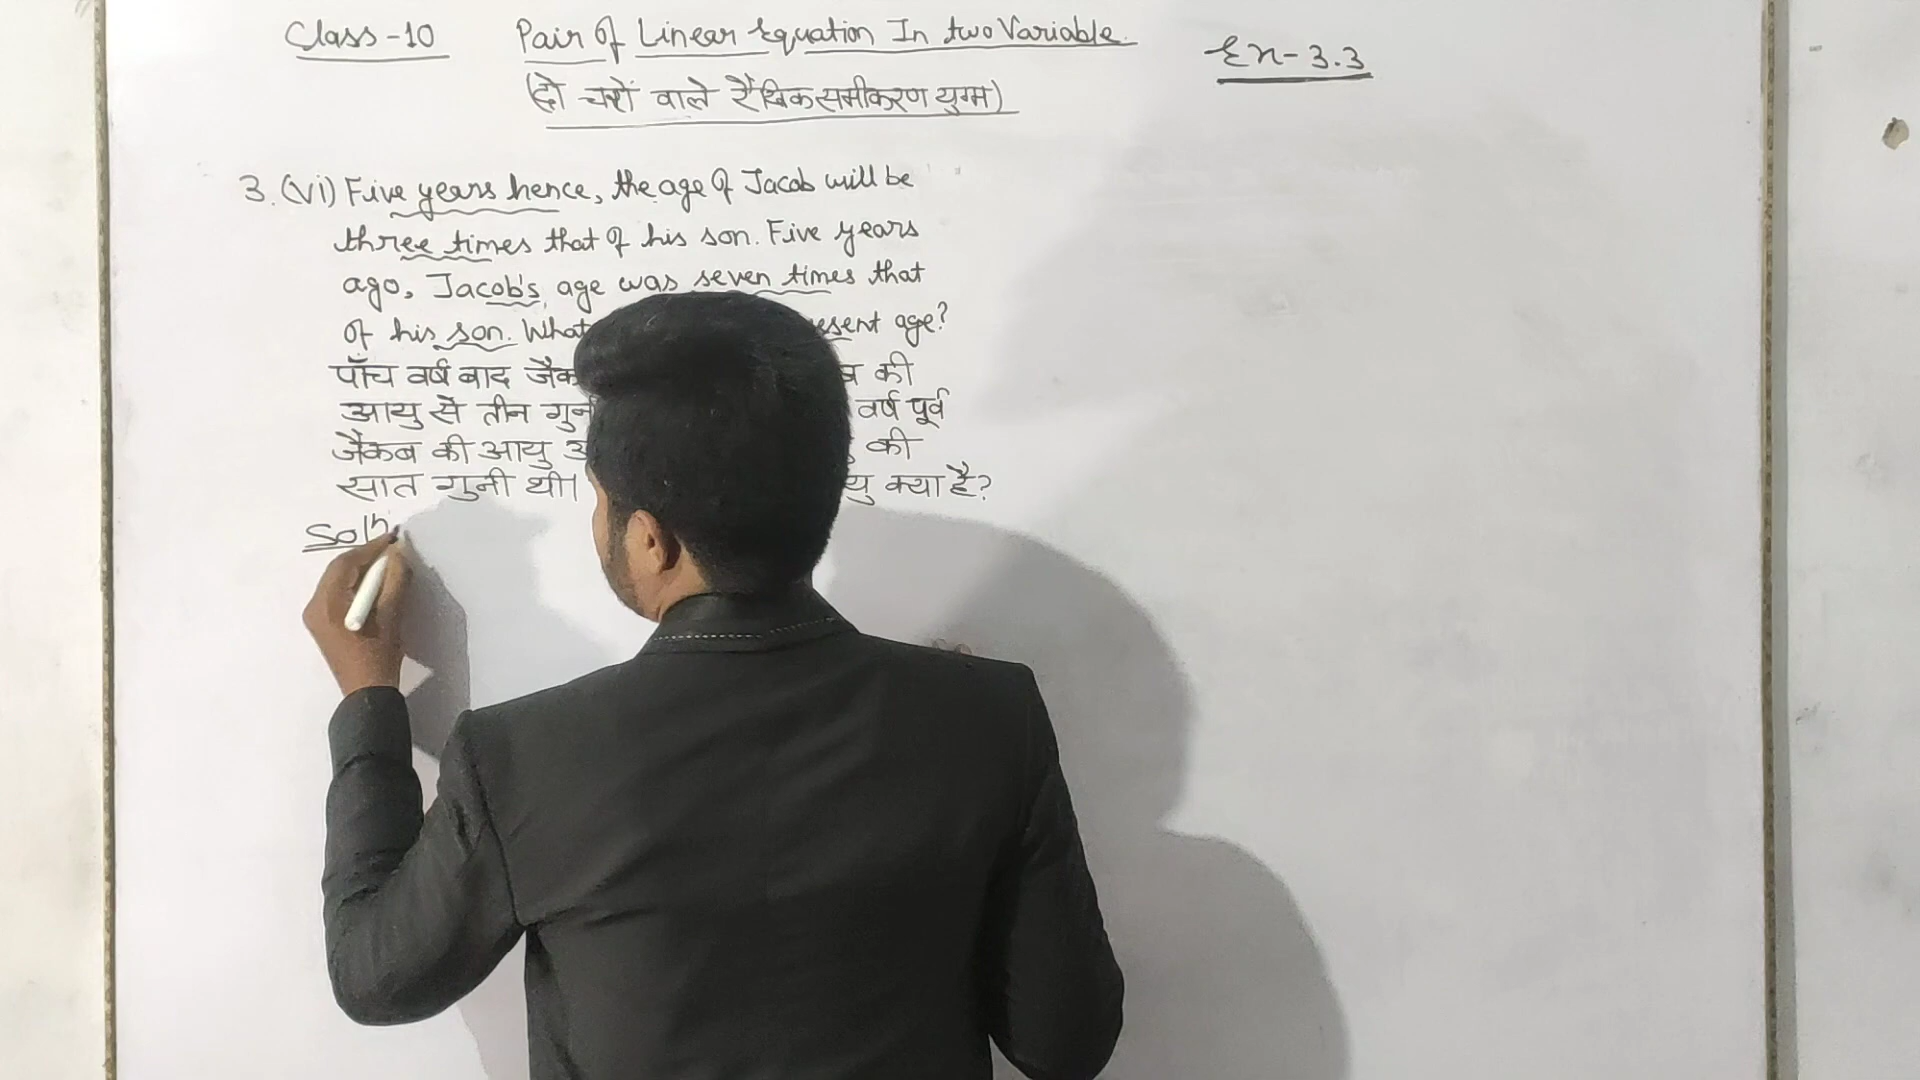 Class-10 Pair Of Linear Equation In two Variable. Ex-3.3
(दो चरों वाले रैखिक समीकरण युग्म)
3. (vi) Five years hence, the age of Jacob will be
three times that of his son. Five years
ago, Jacob's age was seven times that
of his son. What age?
पाँच वर्ष बाद की
आयु से तीन वर्ष पूर्व
जैकब की आयु की
सात गुनी थी। क्या है?
Soln